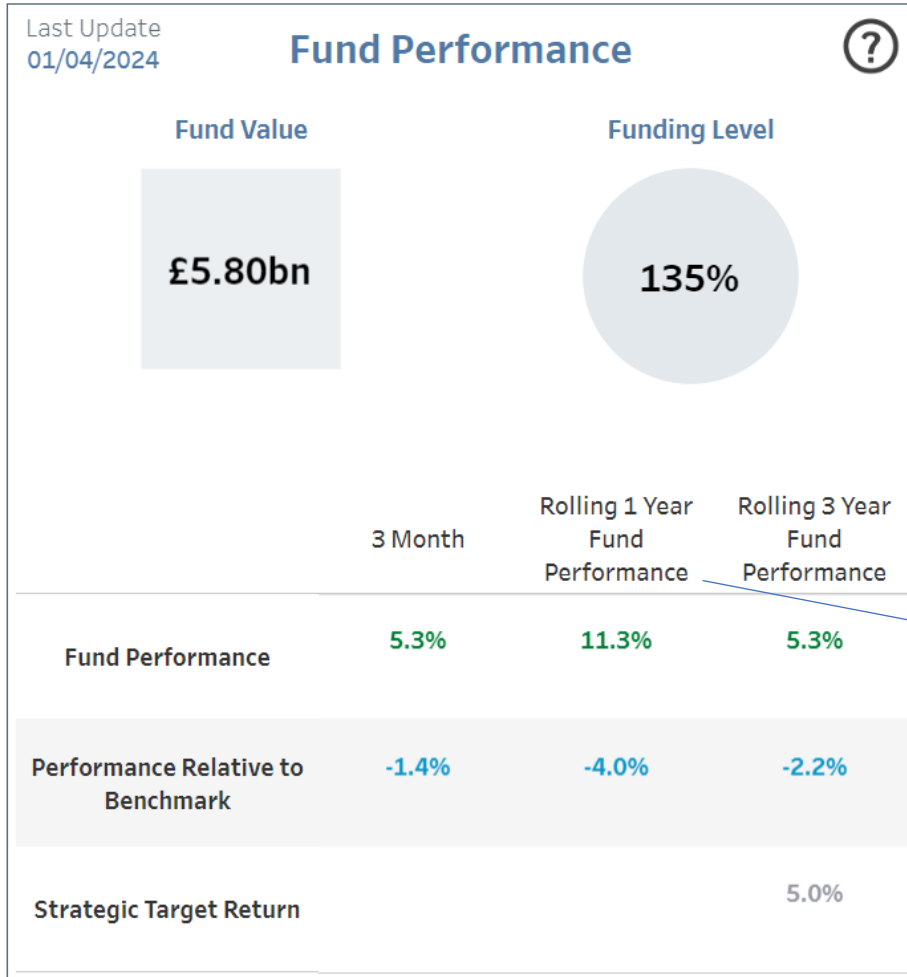 Last Update
01/04/2024
Fund Performance
?
Fund Value
Funding Level
£5.80bn
135%
3 Month
Rolling 1 Year
Fund
Performance
Rolling 3 Year
Fund
Performance
Fund Performance
5.3%
11.3%
5.3%
Performance Relative to
Benchmark
-1.4%
-4.0%
-2.2%
Strategic Target Return
5.0%